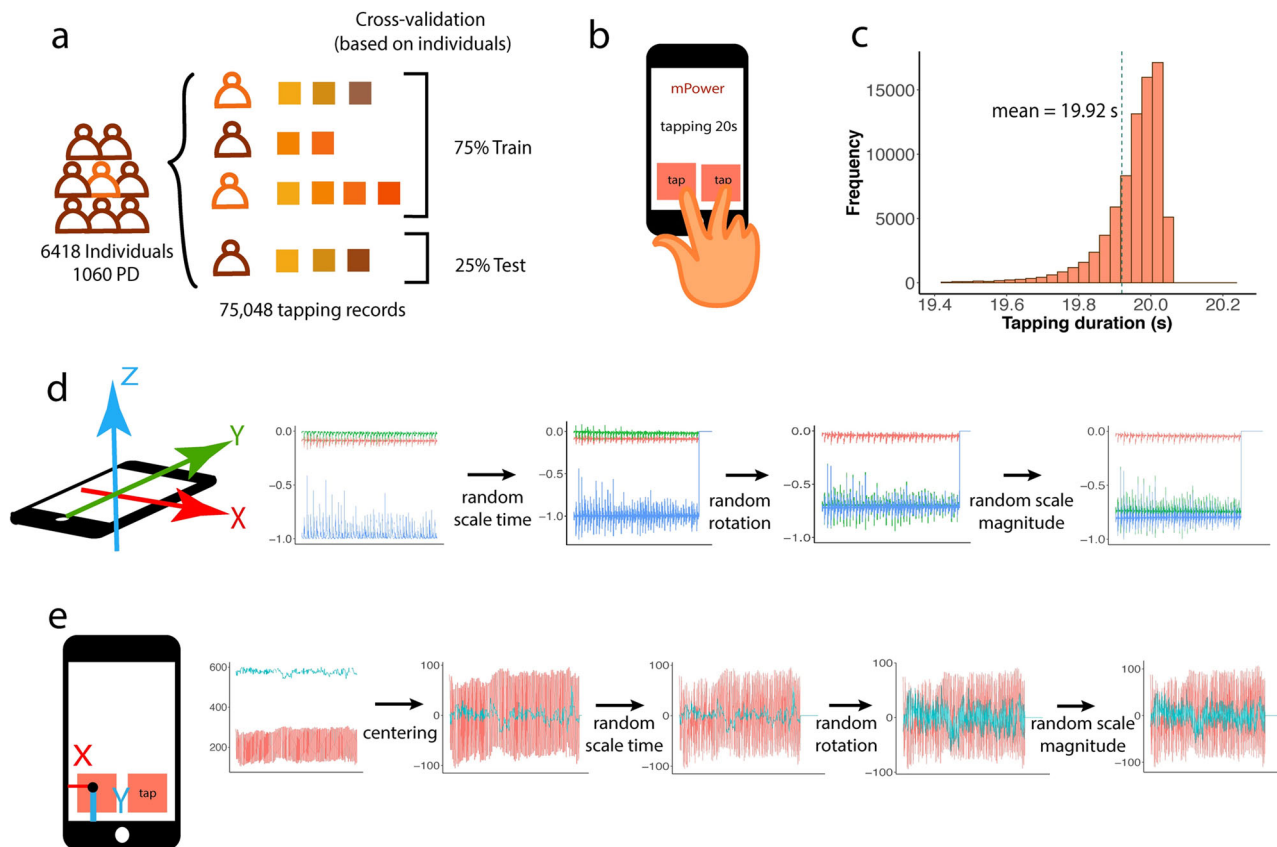 a
Cross-validation
(based on individuals)
75% Train
25% Test
6418 Individuals
1060 PD
75,048 tapping records
b
mPower
tapping 20s
tap
tap
c
mean = 19.92 s
Frequency
15000
10000
5000
0
19.4
19.6
19.8
20.0
20.2
Tapping duration (s)
d
Z
Y
X
0.0
−0.5
−1.0
random
scale time
0.0
−0.5
−1.0
random
rotation
0.0
−0.5
−1.0
random scale
magnitude
0.0
−0.5
−1.0
e
X
Y
tap
600
400
200
centering
100
0
−100
random
scale time
100
0
−100
random
rotation
100
0
−100
random scale
magnitude
100
0
−100